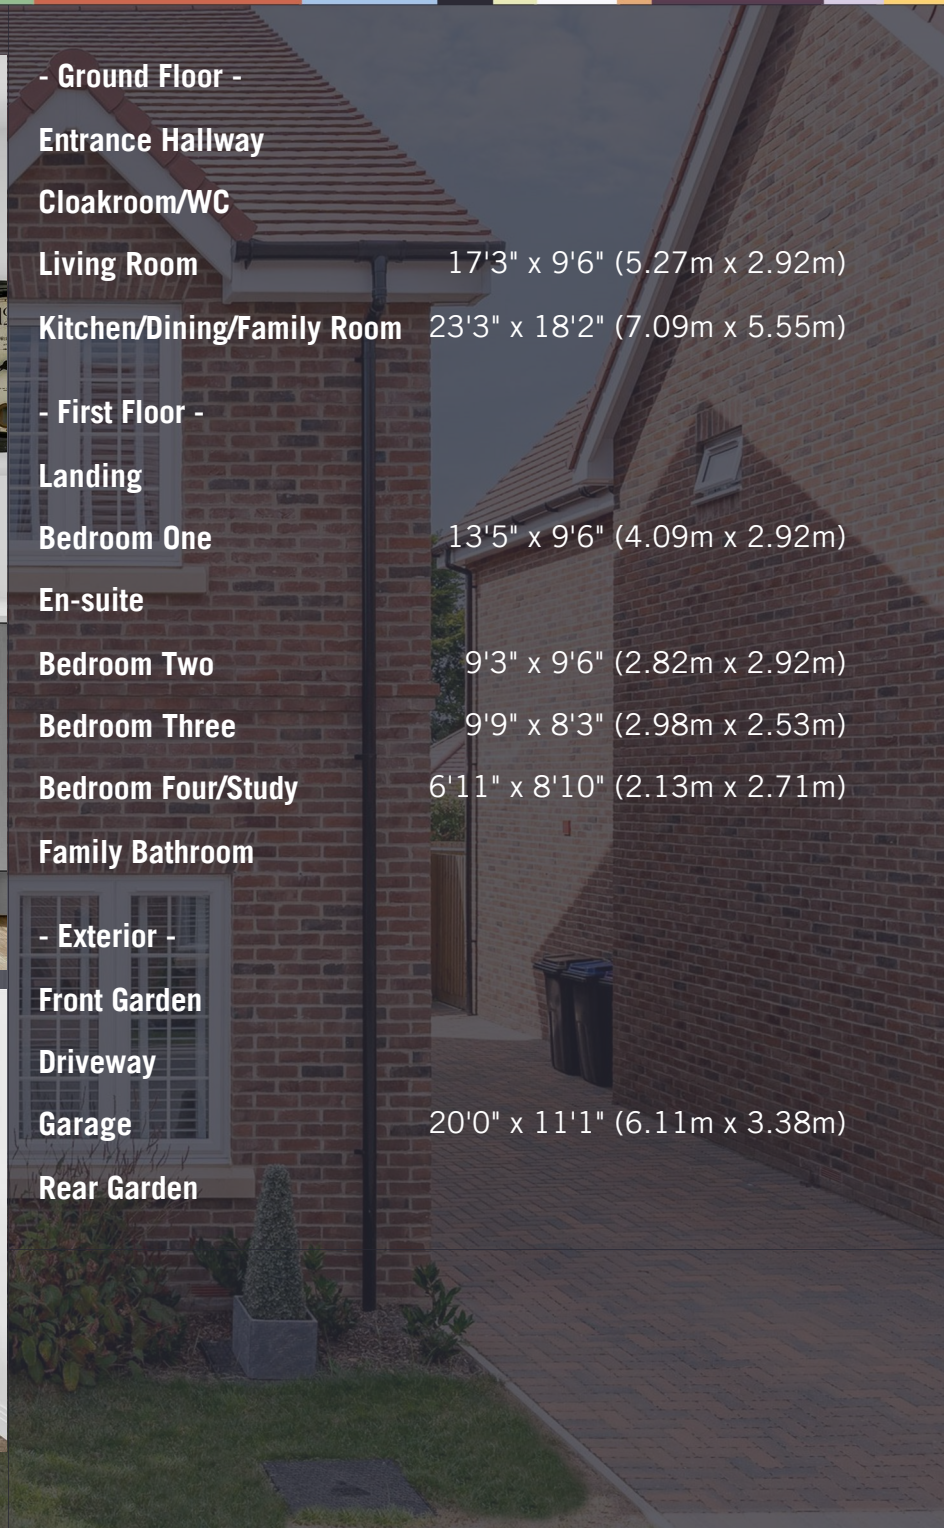 - Ground Floor -
Entrance Hallway
Cloakroom/WC
Living Room 17'3" x 9'6" (5.27m x 2.92m)
Kitchen/Dining/Family Room 23'3" x 18'2" (7.09m x 5.55m)
- First Floor -
Landing
Bedroom One 13'5" x 9'6" (4.09m x 2.92m)
En-suite
Bedroom Two 9'3" x 9'6" (2.82m x 2.92m)
Bedroom Three 9'9" x 8'3" (2.98m x 2.53m)
Bedroom Four/Study 6'11" x 8'10" (2.13m x 2.71m)
Family Bathroom
- Exterior -
Front Garden
Driveway
Garage 20'0" x 11'1" (6.11m x 3.38m)
Rear Garden